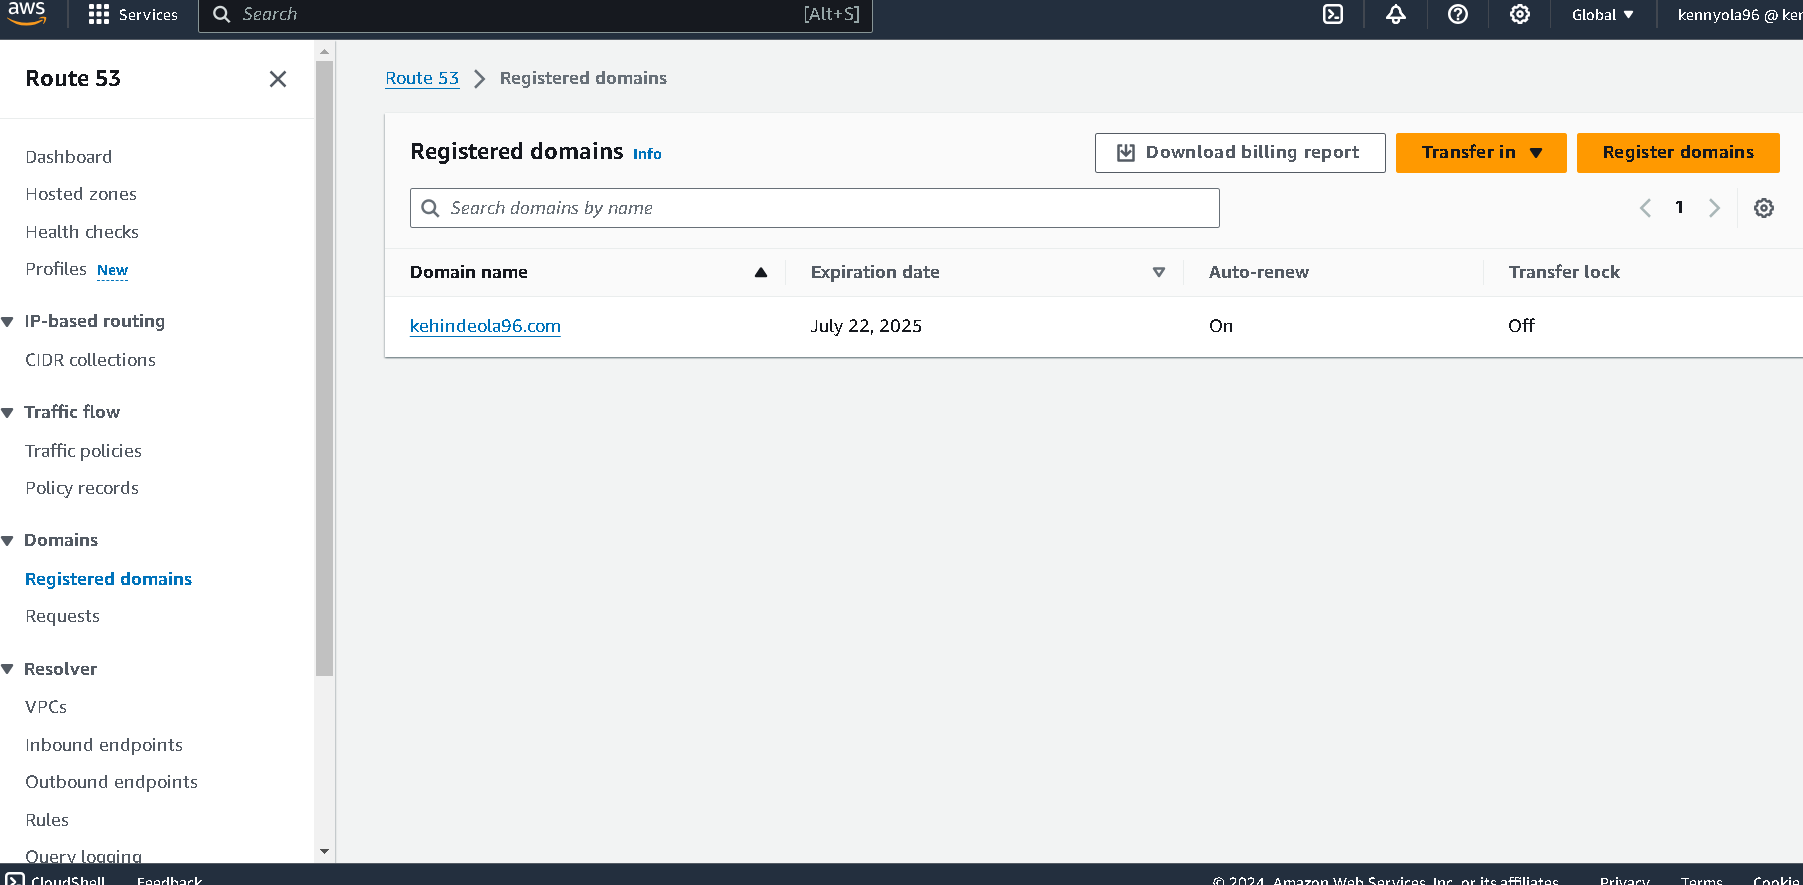 aws
Services
Search
[Alt+S]
Global
kennyola96 @ ker
Route 53
Dashboard
Hosted zones
Health checks
Profiles New
IP-based routing
CIDR collections
Traffic flow
Traffic policies
Policy records
Domains
Registered domains
Requests
Resolver
VPCs
Inbound endpoints
Outbound endpoints
Rules
Query logging
Route 53 > Registered domains
Registered domains Info
Download billing report
Transfer in
Register domains
Search domains by name
1
Domain name Expiration date Auto-renew Transfer lock
kehindeola96.com July 22, 2025 On Off
CloudShell Feedback © 2024, Amazon Web Services, Inc. or its affiliates. Privacy Terms Cookie